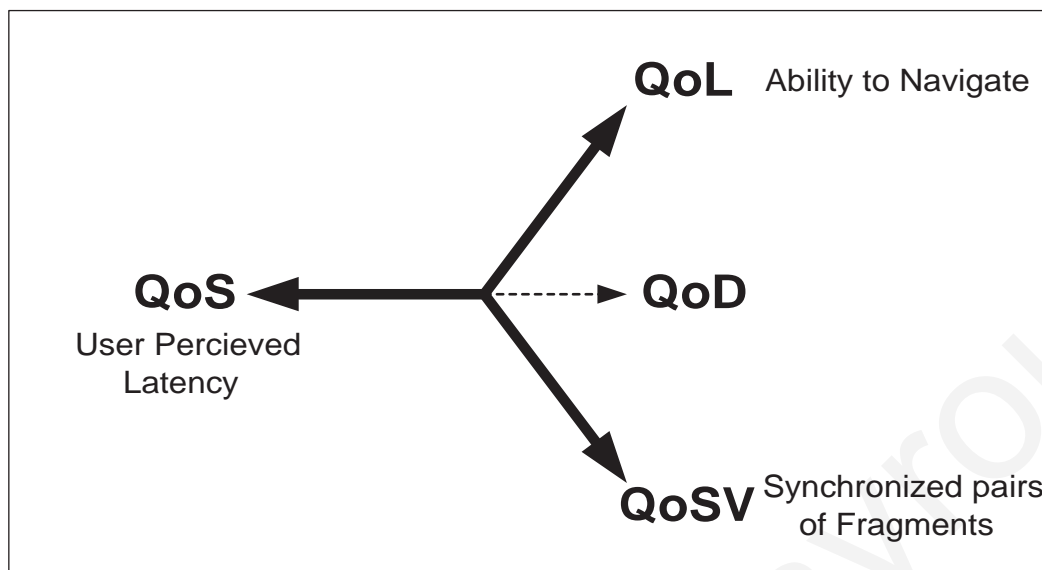 QoL Ability to Navigate
QoS
QoD
User Percieved
Latency
QoSV Synchronized pairs
of Fragments